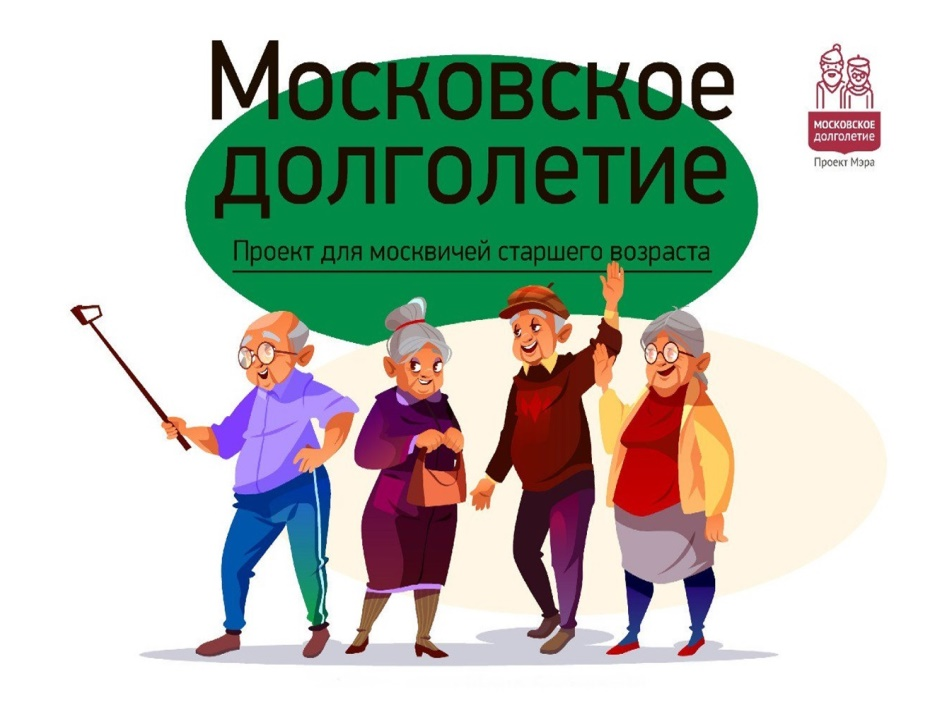 Московское
долголетие
Проект для москвичей старшего возраста
МОСКОВСКОЕ
ДОЛГОЛЕТИЕ
Проект Мэра